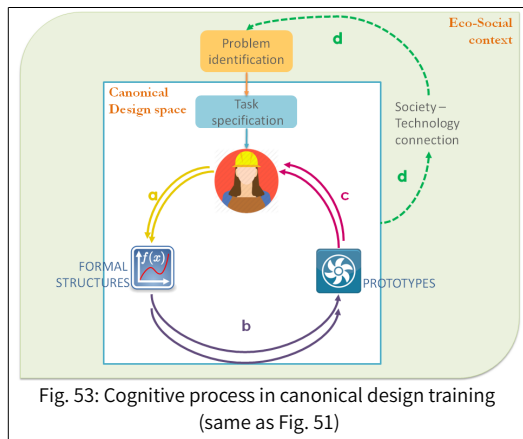 Eco-Social
context
d
Problem
identification
Canonical
Design space
Task
specification
Society –
Technology
connection
d
a
c
f(x)
FORMAL
STRUCTURES
PROTOTYPES
b
Fig. 53: Cognitive process in canonical design training
(same as Fig. 51)